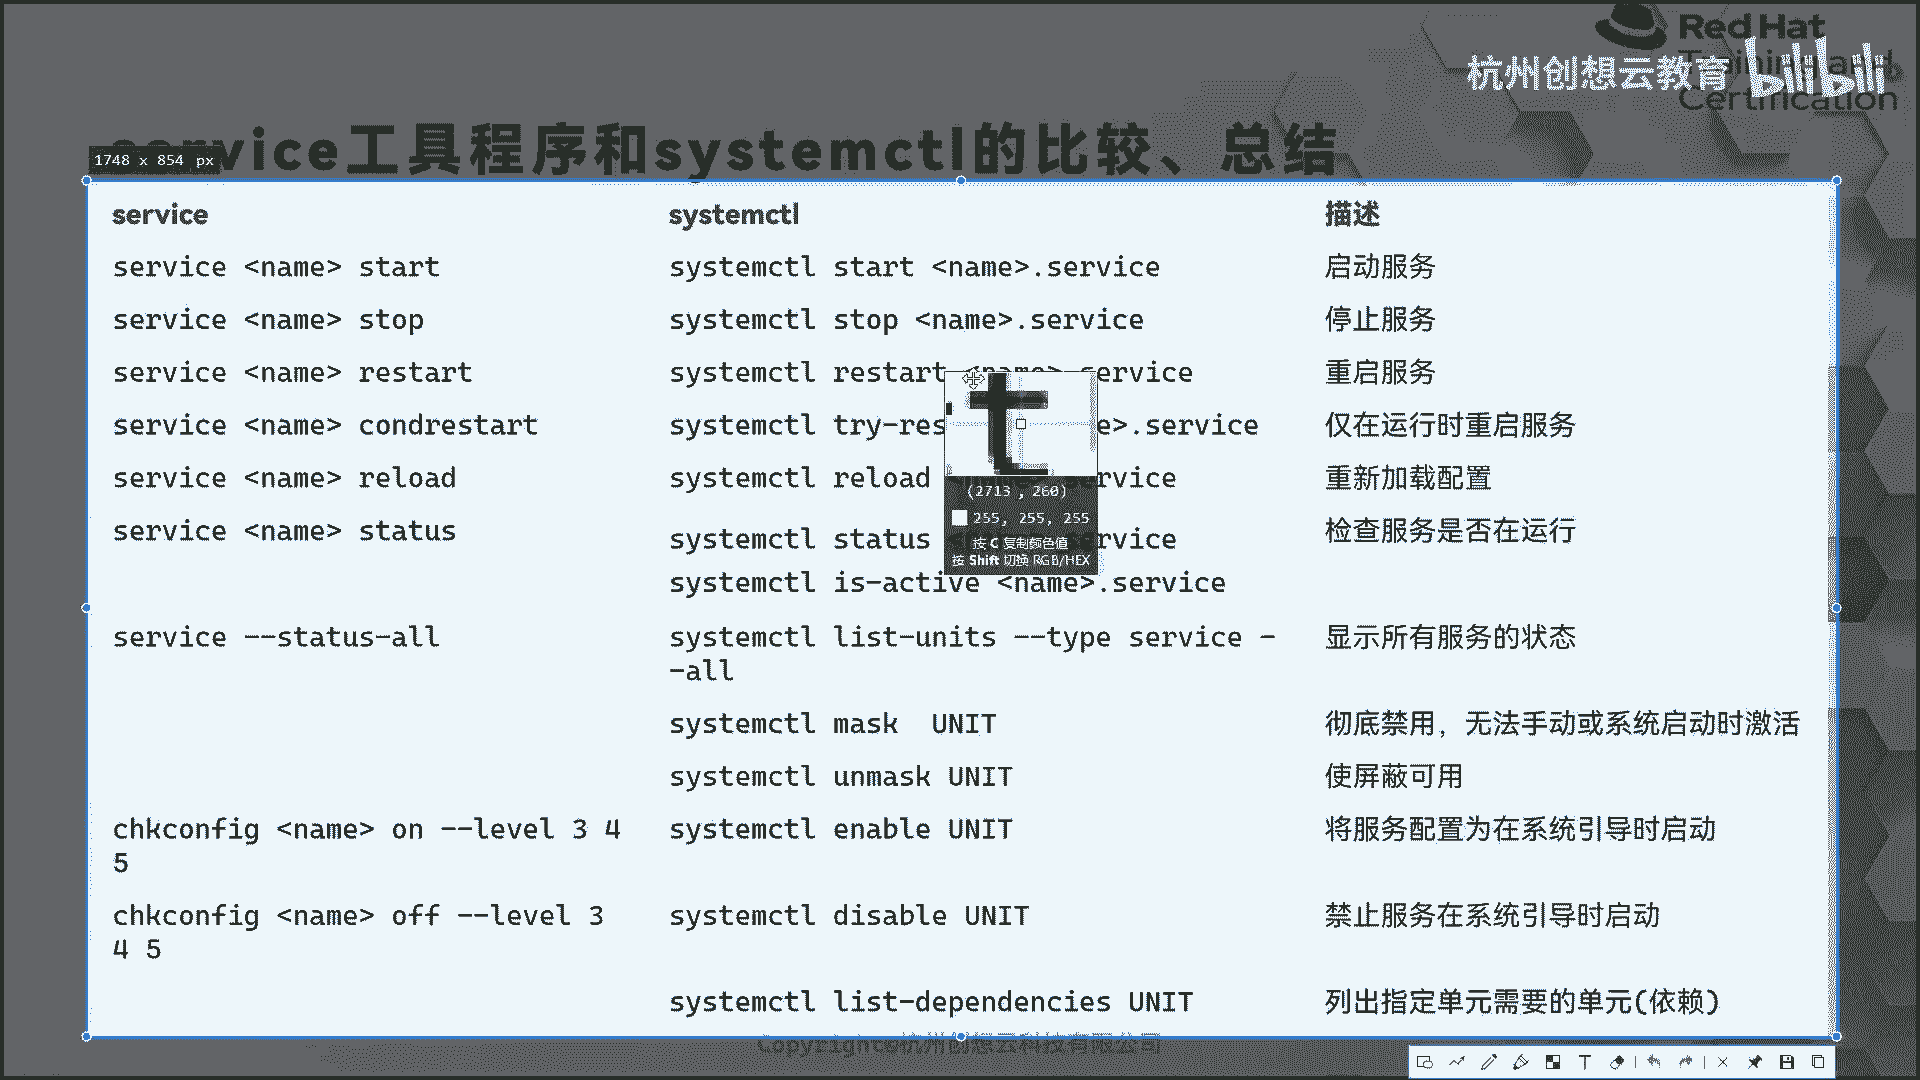 Red Hat
Training and
Certification
杭州创想云教育 bilibili
service工具程序和systemctl的比较、总结
1748 x 854 px
service systemctl 描述
service <name> start systemctl start <name>.service 启动服务
service <name> stop systemctl stop <name>.service 停止服务
service <name> restart systemctl restart <name>.service 重启服务
service <name> condrestart systemctl try-res e>.service 仅在运行时重启服务
service <name> reload systemctl reload rvice 重新加载配置
service <name> status systemctl status rvice 检查服务是否在运行
systemctl is-active <name>.service
(2713 , 260)
255, 255, 255
按 C 复制颜色值
按 Shift 切换 RGB/HEX
service --status-all systemctl list-units --type service - 显示所有服务的状态
-all
systemctl mask UNIT 彻底禁用，无法手动或系统启动时激活
systemctl unmask UNIT 使屏蔽可用
chkconfig <name> on --level 3 4 systemctl enable UNIT 将服务配置为在系统引导时启动
5
chkconfig <name> off --level 3 systemctl disable UNIT 禁止服务在系统引导时启动
4 5
systemctl list-dependencies UNIT 列出指定单元需要的单元(依赖)
Copyright©杭州创想云科技有限公司